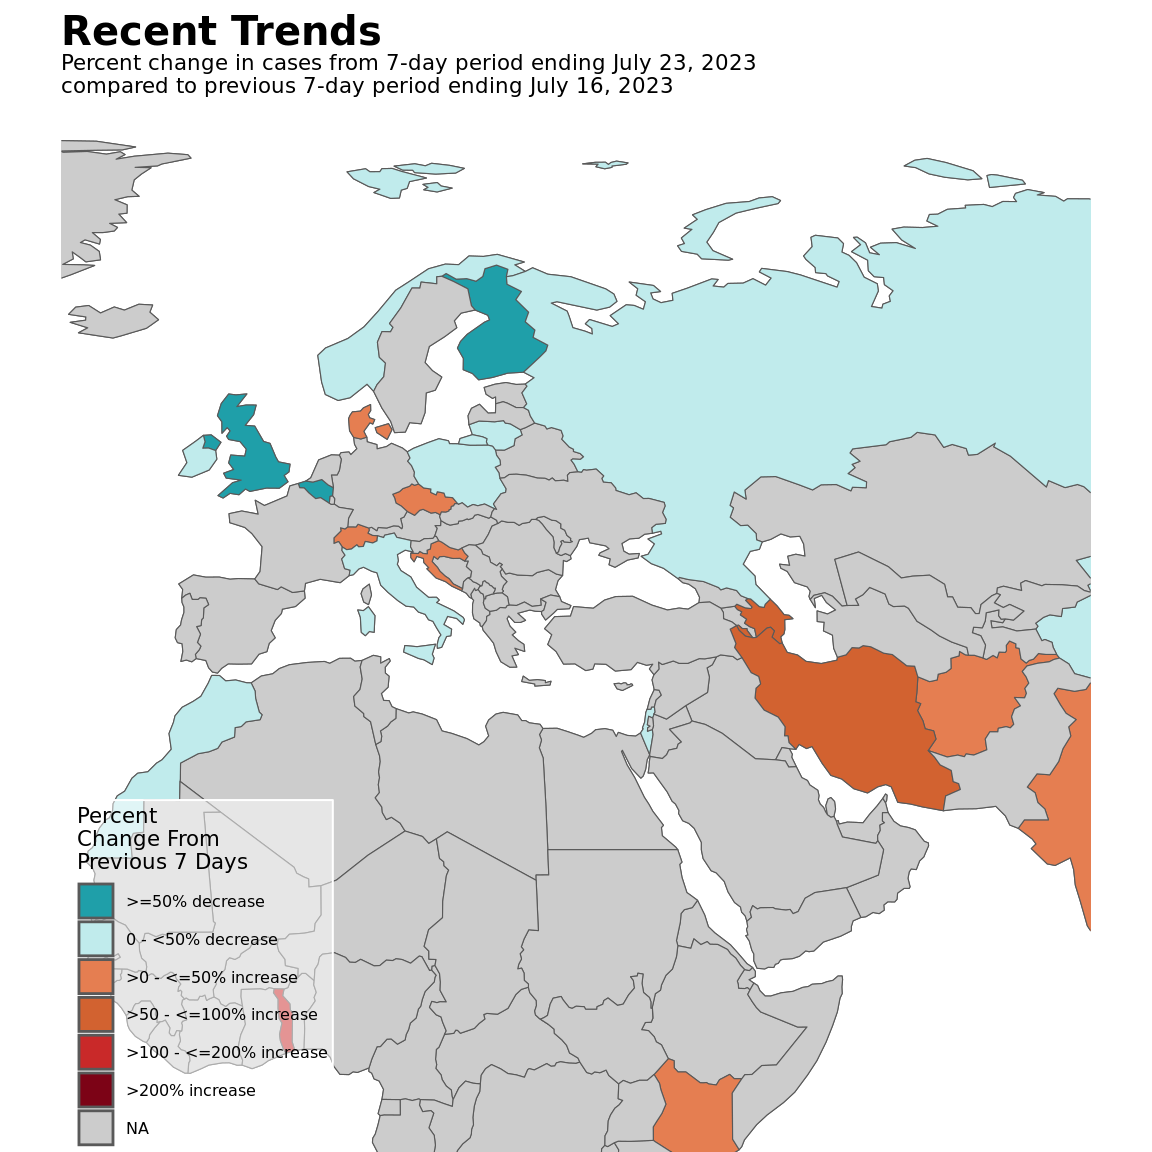 Recent Trends
Percent change in cases from 7-day period ending July 23, 2023
compared to previous 7-day period ending July 16, 2023
Percent
Change From
Previous 7 Days
>=50% decrease
0 - <50% decrease
>0 - <=50% increase
>50 - <=100% increase
>100 - <=200% increase
>200% increase
NA